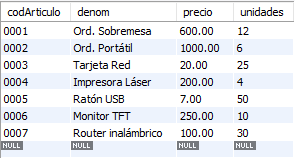 codArticulo denom precio unidades
0001 Ord. Sobremesa 600.00 12
0002 Ord. Portátil 1000.00 6
0003 Tarjeta Red 20.00 25
0004 Impresora Láser 200.00 4
0005 Ratón USB 7.00 50
0006 Monitor TFT 250.00 10
0007 Router inalámbrico 100.00 30
NULL NULL NULL NULL